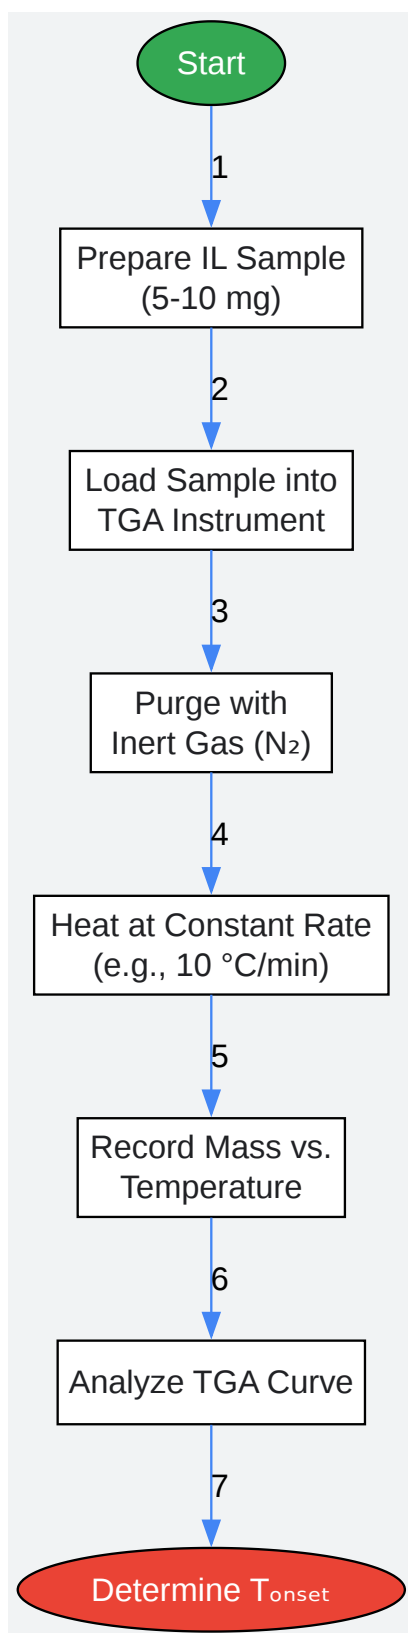 Start
1
Prepare IL Sample
(5-10 mg)
2
Load Sample into
TGA Instrument
3
Purge with
Inert Gas (N₂)
4
Heat at Constant Rate
(e.g., 10 °C/min)
5
Record Mass vs.
Temperature
6
Analyze TGA Curve
7
Determine Tₒₙₛₑₜ